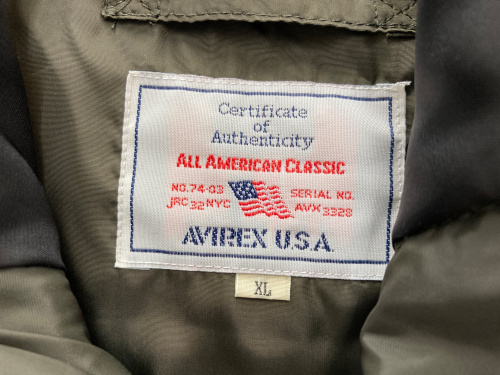 Certificate
of
Authenticity
ALL AMERICAN CLASSIC
NO.74-03 SERIAL NO.
JRC 32 NYC AVX 3328
AVIREX U.S.A.
XL